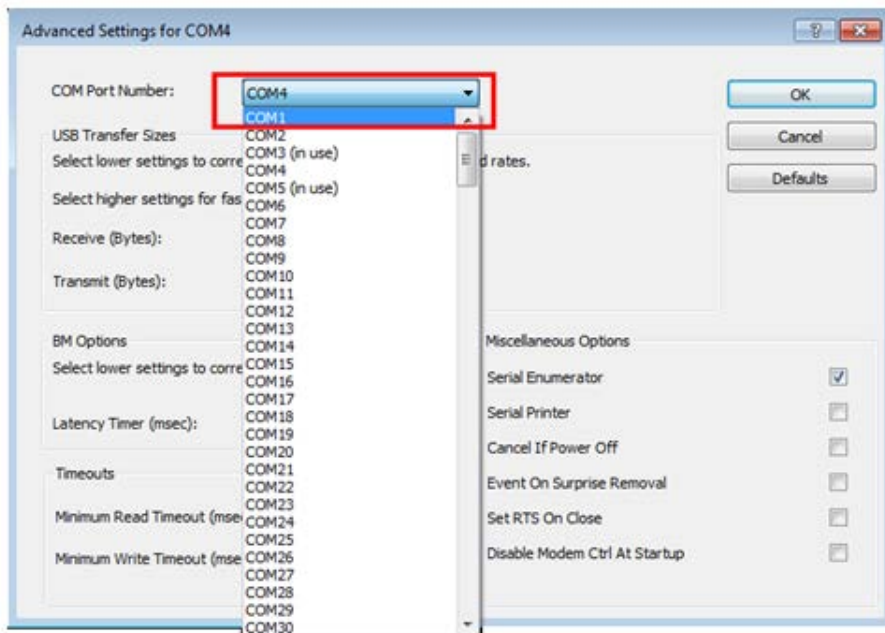 Advanced Settings for COM4
COM Port Number:
COM4
OK
Cancel
Defaults
COM1
COM2
COM3 (in use)
COM4
COM5 (in use)
COM6
COM7
COM8
COM9
COM10
COM11
COM12
COM13
COM14
COM15
COM16
COM17
COM18
COM19
COM20
COM21
COM22
COM23
COM24
COM25
COM26
COM27
COM28
COM29
COM30
USB Transfer Sizes
Select lower settings to corre
d rates.
Select higher settings for fas
Receive (Bytes):
Transmit (Bytes):
BM Options
Select lower settings to corre
Latency Timer (msec):
Timeouts
Minimum Read Timeout (mse
Minimum Write Timeout (mse
Miscellaneous Options
Serial Enumerator
Serial Printer
Cancel If Power Off
Event On Surprise Removal
Set RTS On Close
Disable Modem Ctrl At Startup